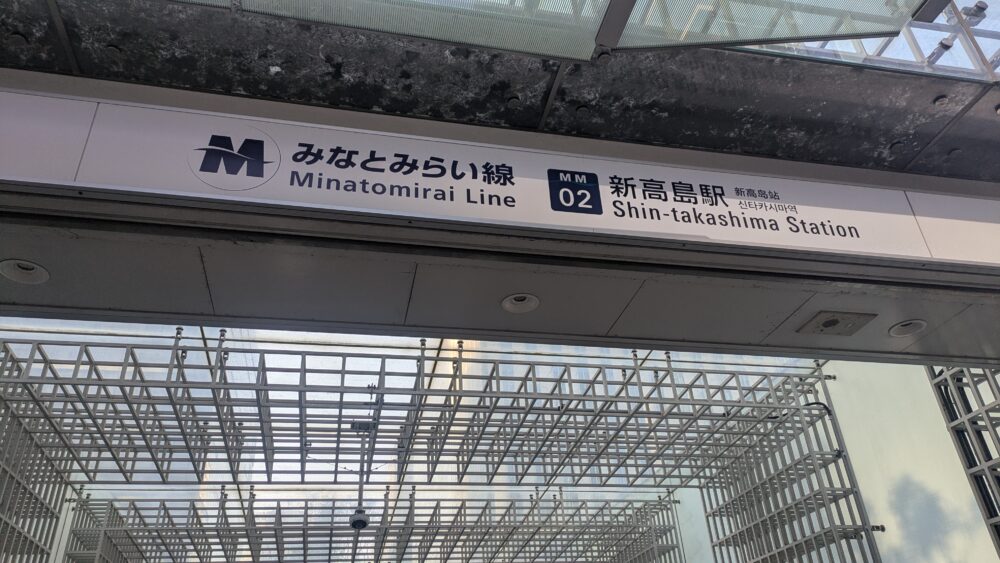 M みなとみらい線
Minatomirai Line
MM
02
新高島駅
新高岛站
신타카시마역
Shin-takashima Station